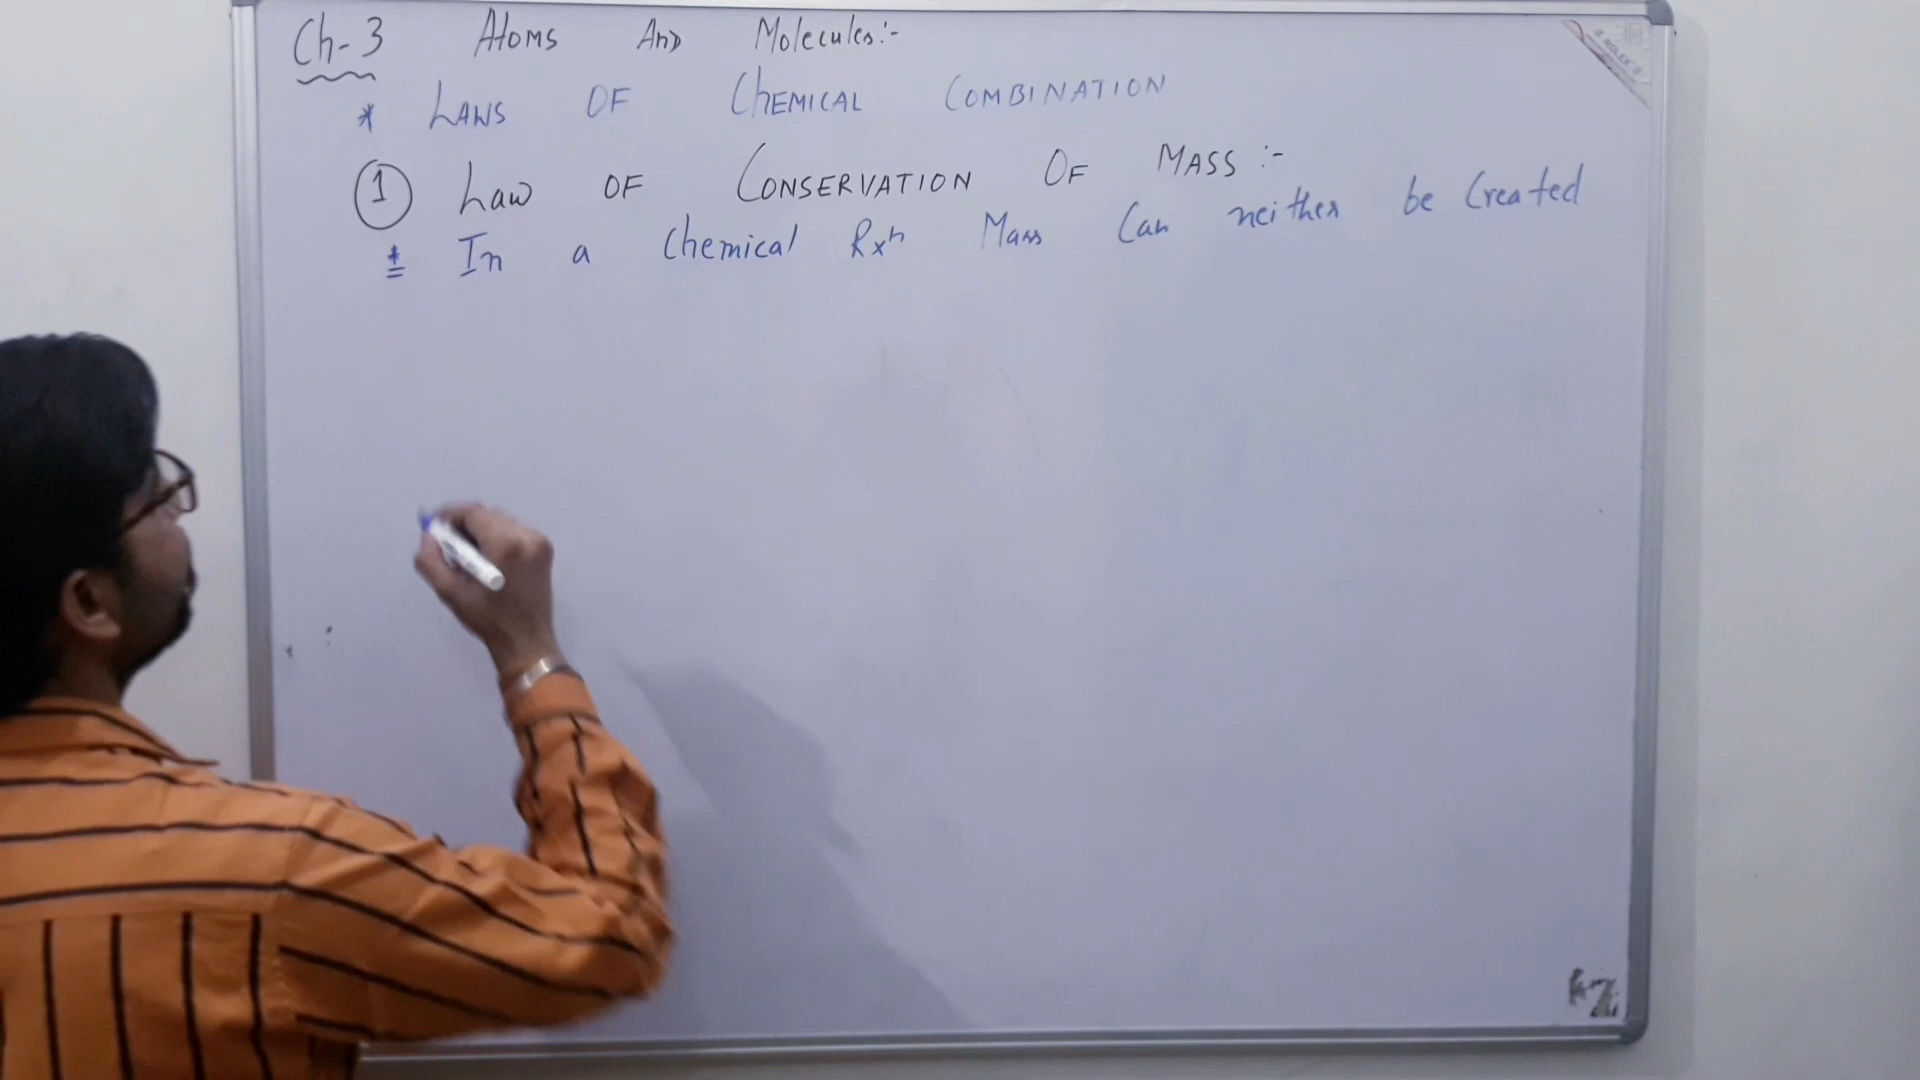 Ch-3 Atoms And Molecules:-
* LAWS OF ChEMICAL COMBINATION
① Law OF CONSERVATION OF MASS :-
* In a Chemical Rxn Mass Can neither be Created
ROLEX